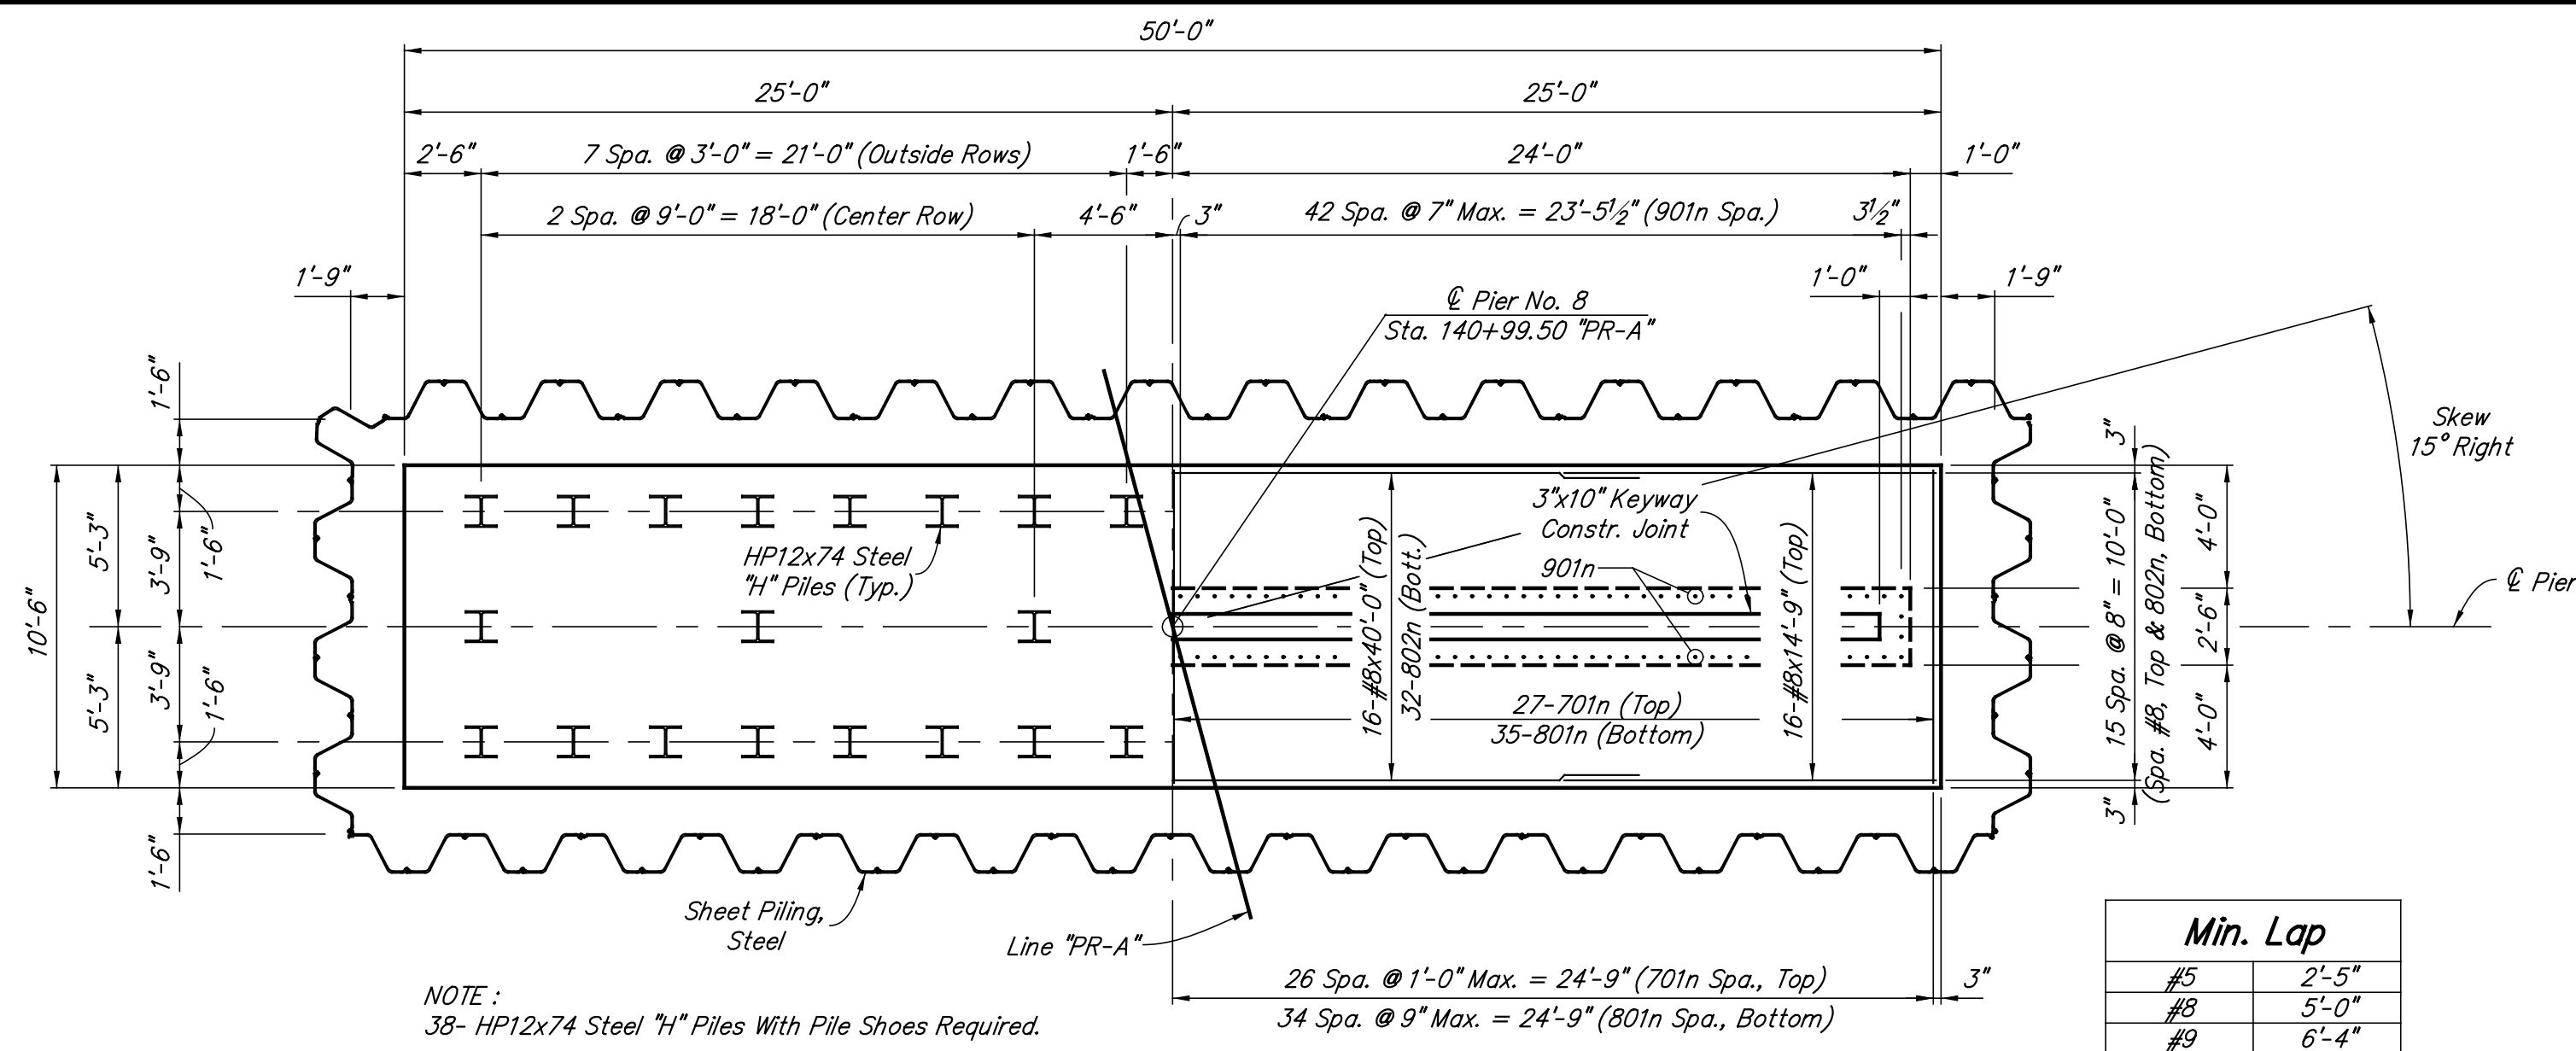 50'-0"
25'-0"
25'-0"
2'-6"
7 Spa. @ 3'-0" = 21'-0" (Outside Rows)
1'-6"
24'-0"
1'-0"
2 Spa. @ 9'-0" = 18'-0" (Center Row)
4'-6"
3"
42 Spa. @ 7" Max. = 23'-5½" (901n Spa.)
3½"
1'-9"
1'-0"
1'-9"
℄ Pier No. 8
Sta. 140+99.50 "PR-A"
1'-6"
Skew
15° Right
3"
5'-3"
3'-9"
1'-6"
10'-6"
5'-3"
3'-9"
1'-6"
1'-6"
HP12x74 Steel
"H" Piles (Typ.)
3"x10" Keyway
Constr. Joint
901n
16-#8x40'-0" (Top)
32-802n (Bott.)
16-#8x14'-9" (Top)
27-701n (Top)
35-801n (Bottom)
15 Spa. @ 8" = 10'-0"
(Spa. #8, Top & 802n, Bottom)
4'-0"
2'-6"
4'-0"
3"
℄ Pier
Sheet Piling,
Steel
Line "PR-A"
26 Spa. @ 1'-0" Max. = 24'-9" (701n Spa., Top)
3"
34 Spa. @ 9" Max. = 24'-9" (801n Spa., Bottom)
NOTE :
38- HP12x74 Steel "H" Piles With Pile Shoes Required.
Min. Lap
#5 2'-5"
#8 5'-0"
#9 6'-4"